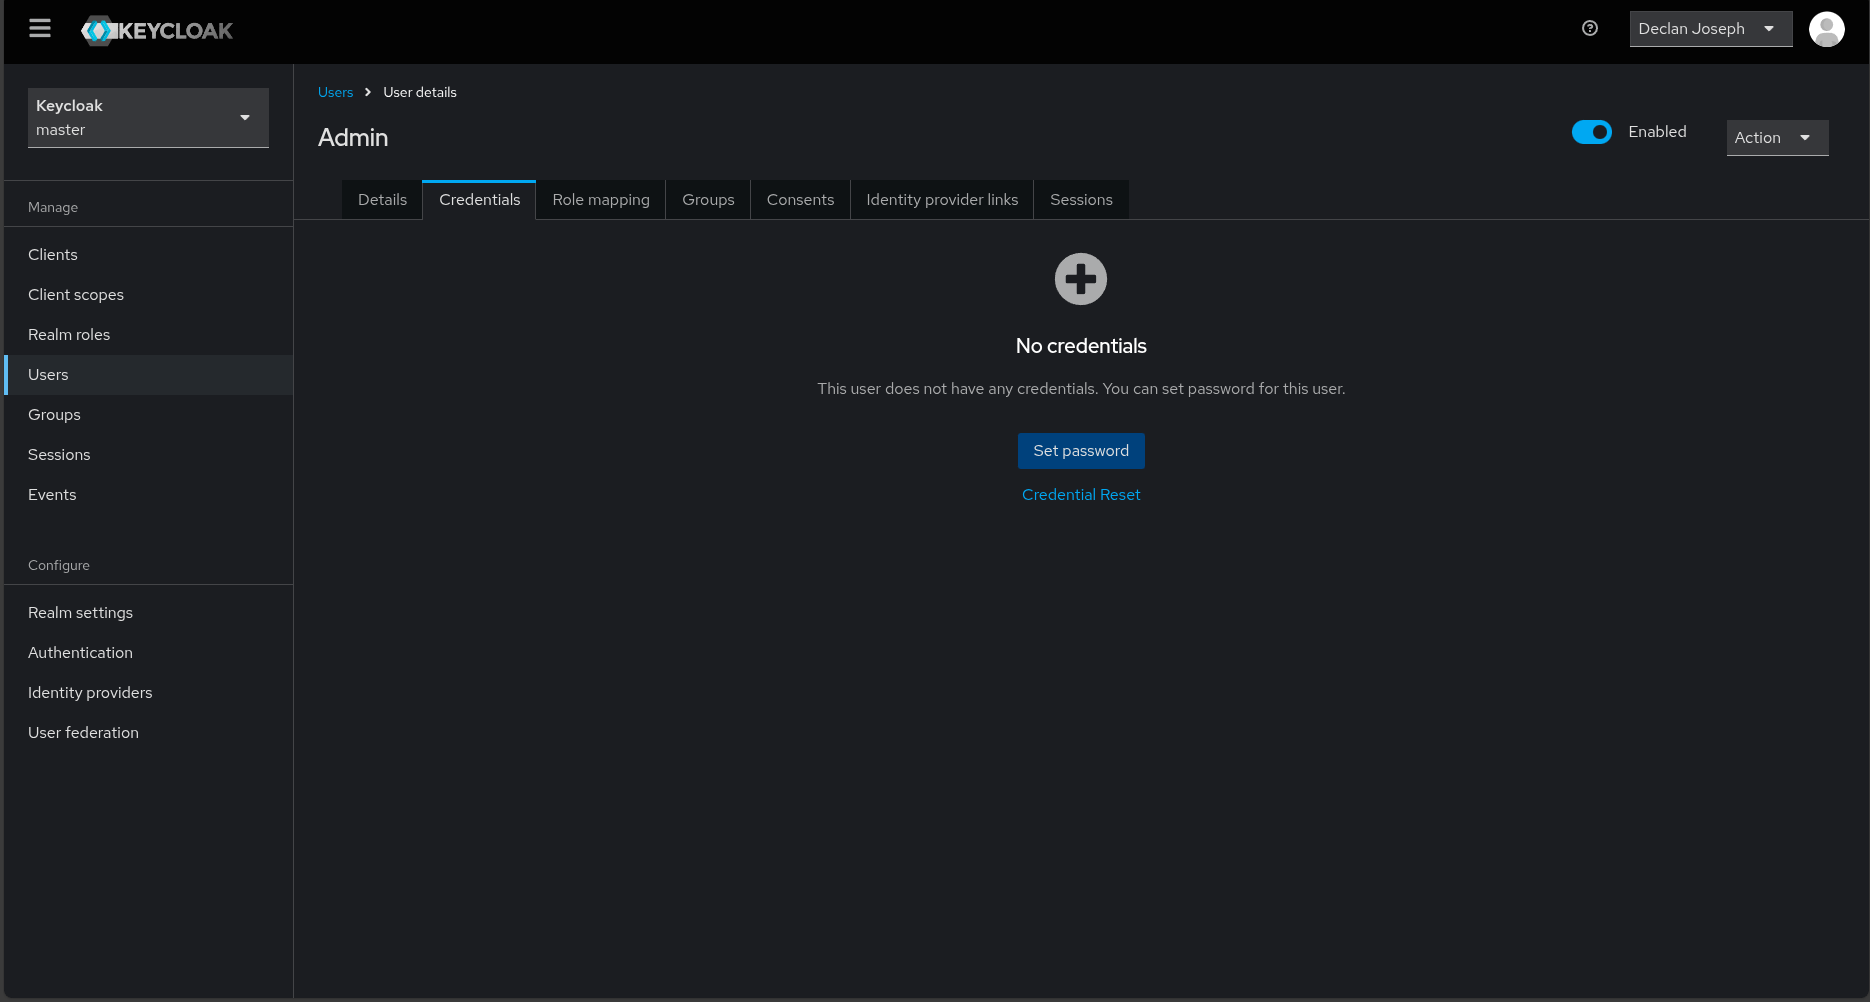 KEYCLOAK
Declan Joseph
Keycloak
master
Manage
Clients
Client scopes
Realm roles
Users
Groups
Sessions
Events
Configure
Realm settings
Authentication
Identity providers
User federation
Users > User details
Admin
Enabled
Action
Details Credentials Role mapping Groups Consents Identity provider links Sessions
No credentials
This user does not have any credentials. You can set password for this user.
Set password
Credential Reset